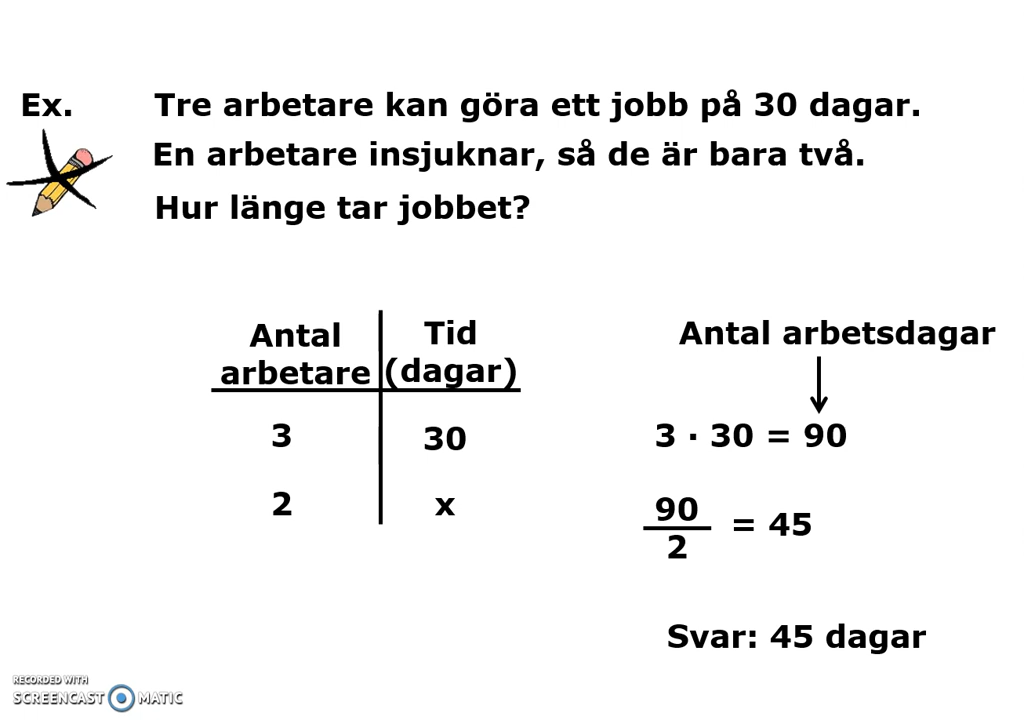 Ex.
Tre arbetare kan göra ett jobb på 30 dagar.
En arbetare insjuknar, så de är bara två.
Hur länge tar jobbet?
Antal
arbetare
Tid
(dagar)
3 30
2 x
Antal arbetsdagar
3 · 30 = 90
90
2
= 45
Svar: 45 dagar
RECORDED WITH
SCREENCAST MATIC